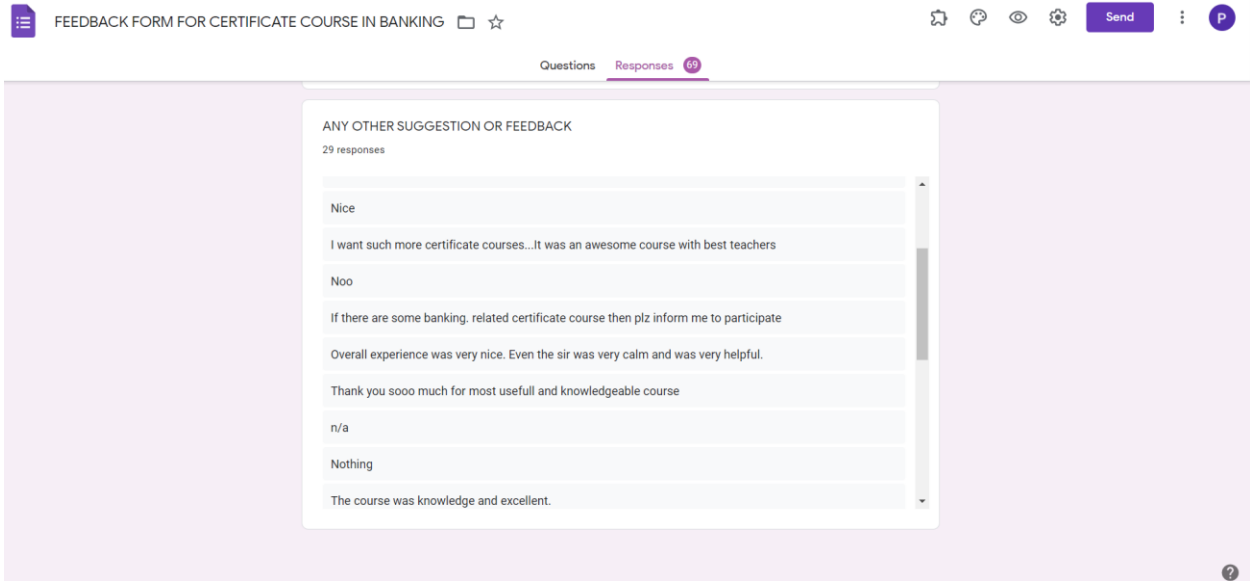 FEEDBACK FORM FOR CERTIFICATE COURSE IN BANKING
Send
P
Questions Responses 69
ANY OTHER SUGGESTION OR FEEDBACK
29 responses
Nice
I want such more certificate courses...It was an awesome course with best teachers
Noo
If there are some banking. related certificate course then plz inform me to participate
Overall experience was very nice. Even the sir was very calm and was very helpful.
Thank you sooo much for most usefull and knowledgeable course
n/a
Nothing
The course was knowledge and excellent.